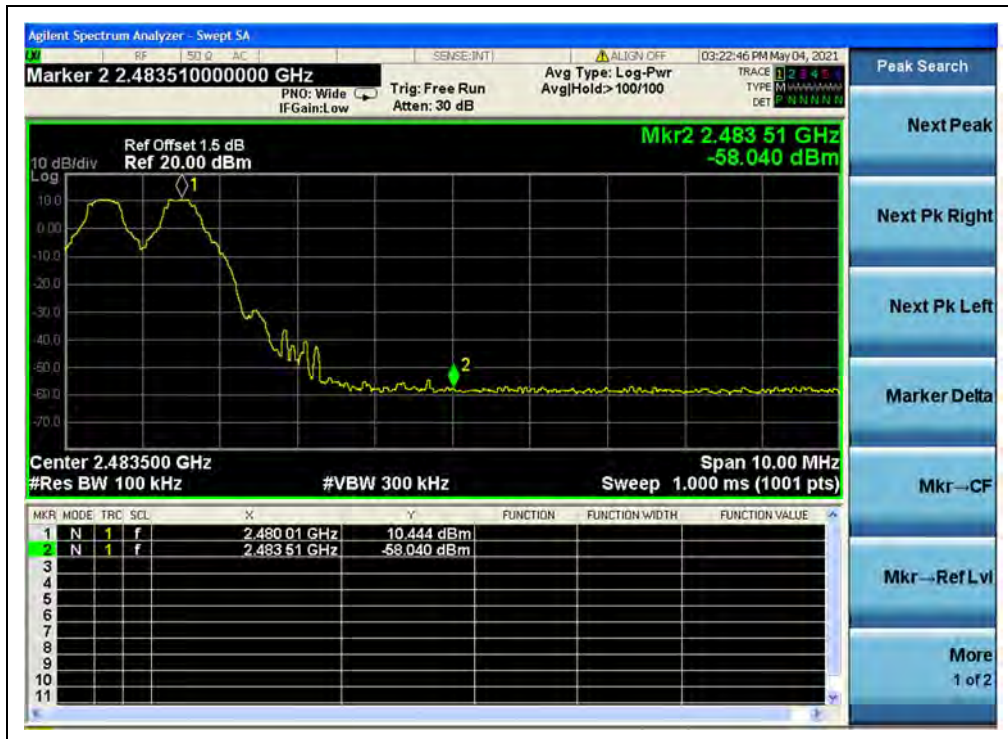 Agilent Spectrum Analyzer - Swept SA
RF 50 Ω AC SENSE:INT ALIGN OFF 03:22:46 PM May 04, 2021
Marker 2 2.483510000000 GHz
PNO: Wide
IFGain:Low
Trig: Free Run
Atten: 30 dB
Avg Type: Log-Pwr
Avg|Hold:> 100/100
TRACE 1 2 3 4 5 6
TYPE M
DET P N N N N N
Peak Search
Mkr2 2.483 51 GHz
-58.040 dBm
Ref Offset 1.5 dB
10 dB/div Ref 20.00 dBm
Log
10.0
0.00
-10.0
-20.0
-30.0
-40.0
-50.0
-60.0
-70.0
1
2
Center 2.483500 GHz Span 10.00 MHz
#Res BW 100 kHz #VBW 300 kHz Sweep 1.000 ms (1001 pts)
MKR MODE TRC SCL X Y FUNCTION FUNCTION WIDTH FUNCTION VALUE
1 N 1 f 2.480 01 GHz 10.444 dBm
2 N 1 f 2.483 51 GHz -58.040 dBm
3
4
5
6
7
8
9
10
11
Next Peak
Next Pk Right
Next Pk Left
Marker Delta
Mkr→CF
Mkr→Ref Lvl
More
1 of 2